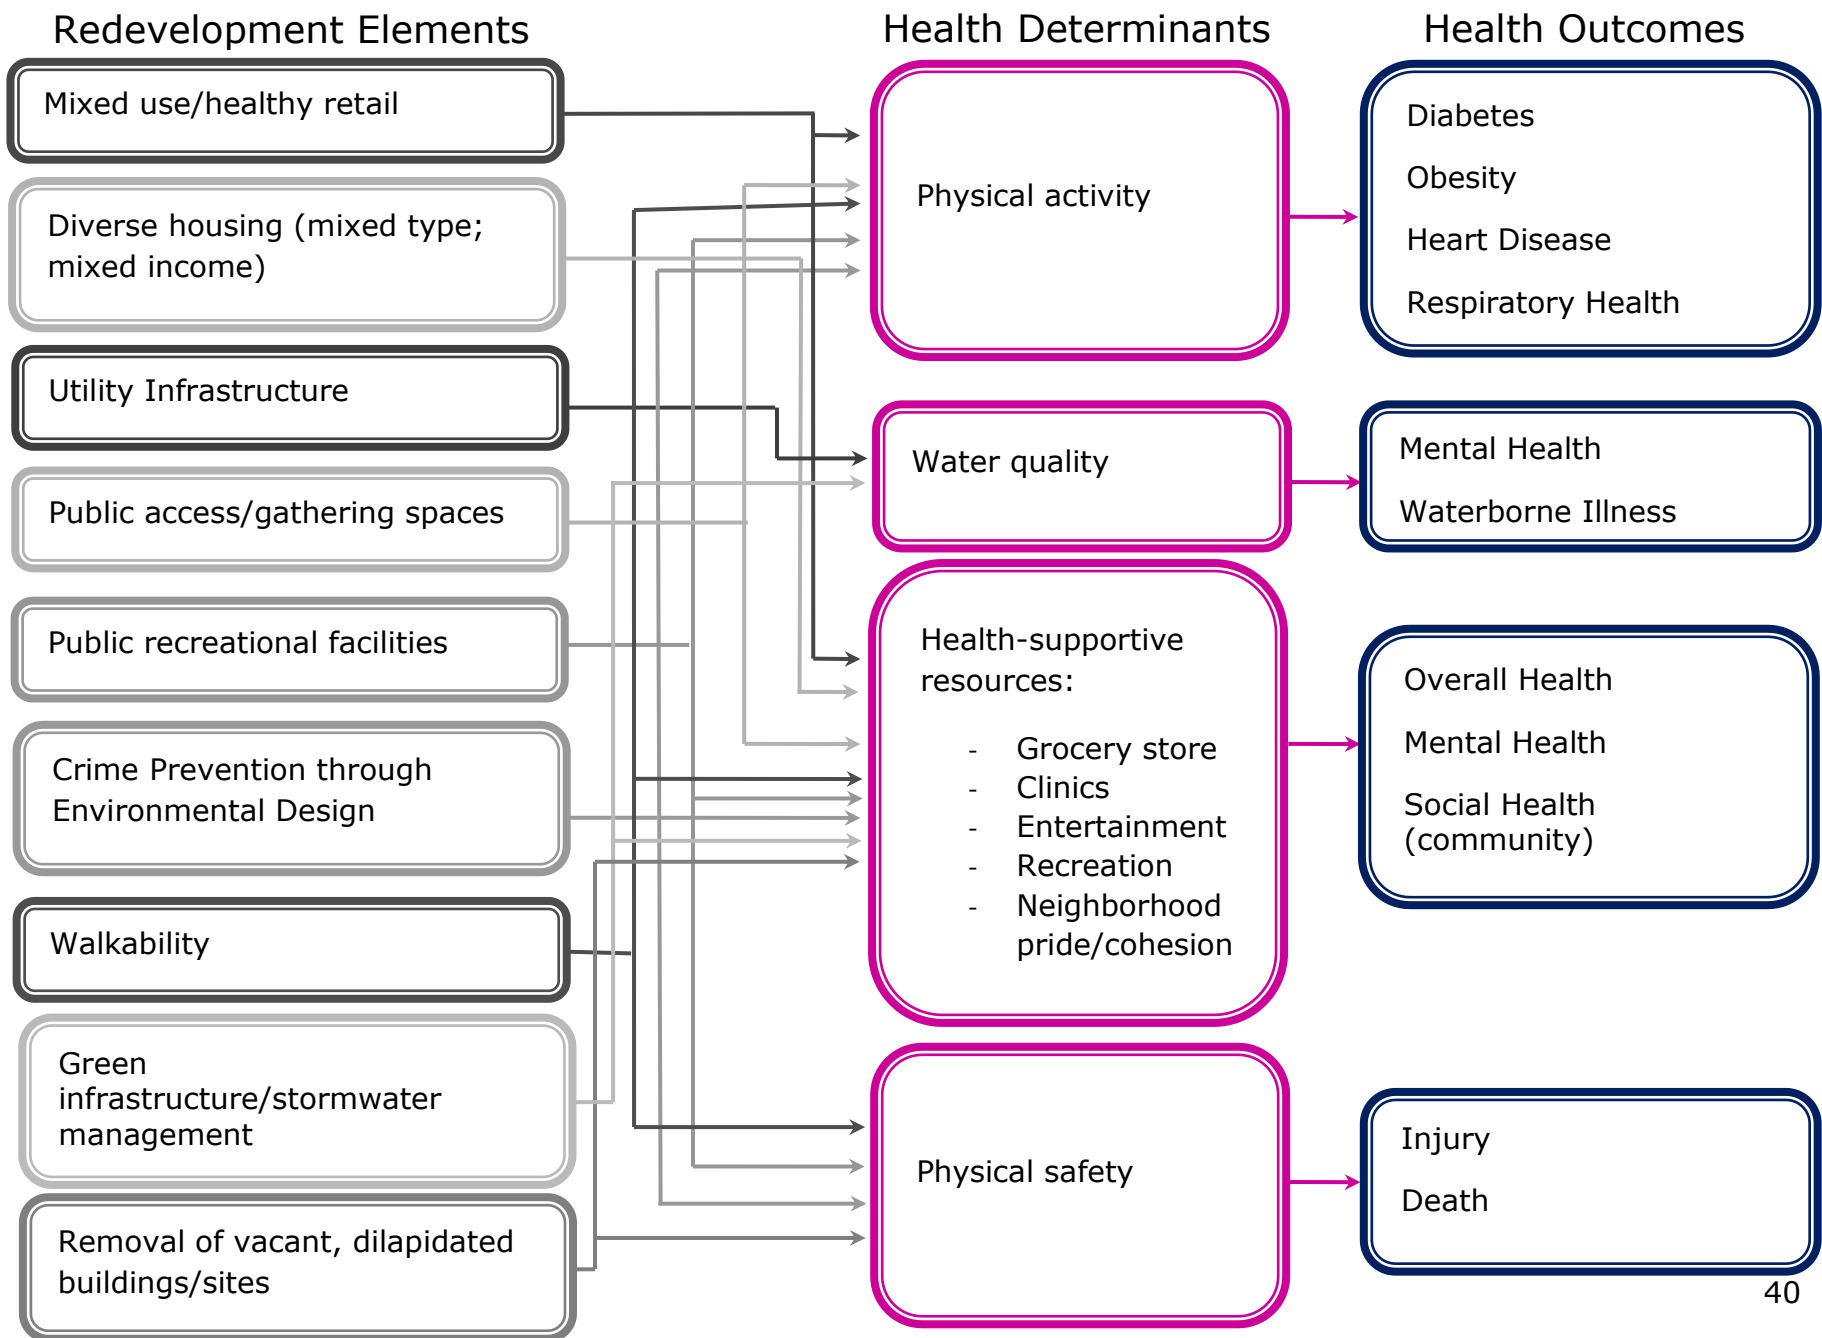 Redevelopment Elements
Mixed use/healthy retail
Diverse housing (mixed type;
mixed income)
Utility Infrastructure
Public access/gathering spaces
Public recreational facilities
Crime Prevention through
Environmental Design
Walkability
Green
infrastructure/stormwater
management
Removal of vacant, dilapidated
buildings/sites
Health Determinants
Physical activity
Water quality
Health-supportive
resources:
- Grocery store
- Clinics
- Entertainment
- Recreation
- Neighborhood
pride/cohesion
Physical safety
Health Outcomes
Diabetes
Obesity
Heart Disease
Respiratory Health
Mental Health
Waterborne Illness
Overall Health
Mental Health
Social Health
(community)
Injury
Death
40